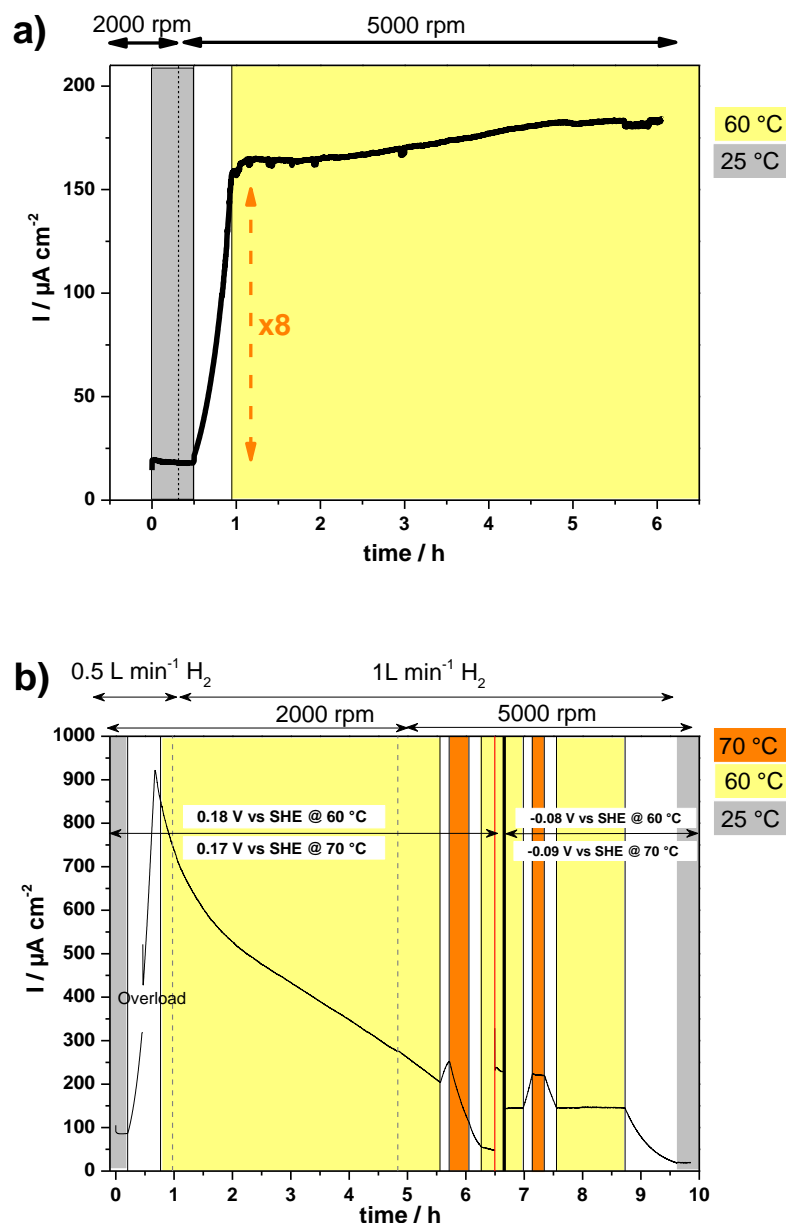 a)
2000 rpm
5000 rpm
I / µA cm⁻²
200
150
100
50
0
x8
60 °C
25 °C
0 1 2 3 4 5 6
time / h
b)
0.5 L min⁻¹ H₂
1L min⁻¹ H₂
2000 rpm
5000 rpm
I / µA cm⁻²
1000
900
800
700
600
500
400
300
200
100
0
70 °C
60 °C
25 °C
0.18 V vs SHE @ 60 °C
0.17 V vs SHE @ 70 °C
-0.08 V vs SHE @ 60 °C
-0.09 V vs SHE @ 70 °C
Overload
0 1 2 3 4 5 6 7 8 9 10
time / h